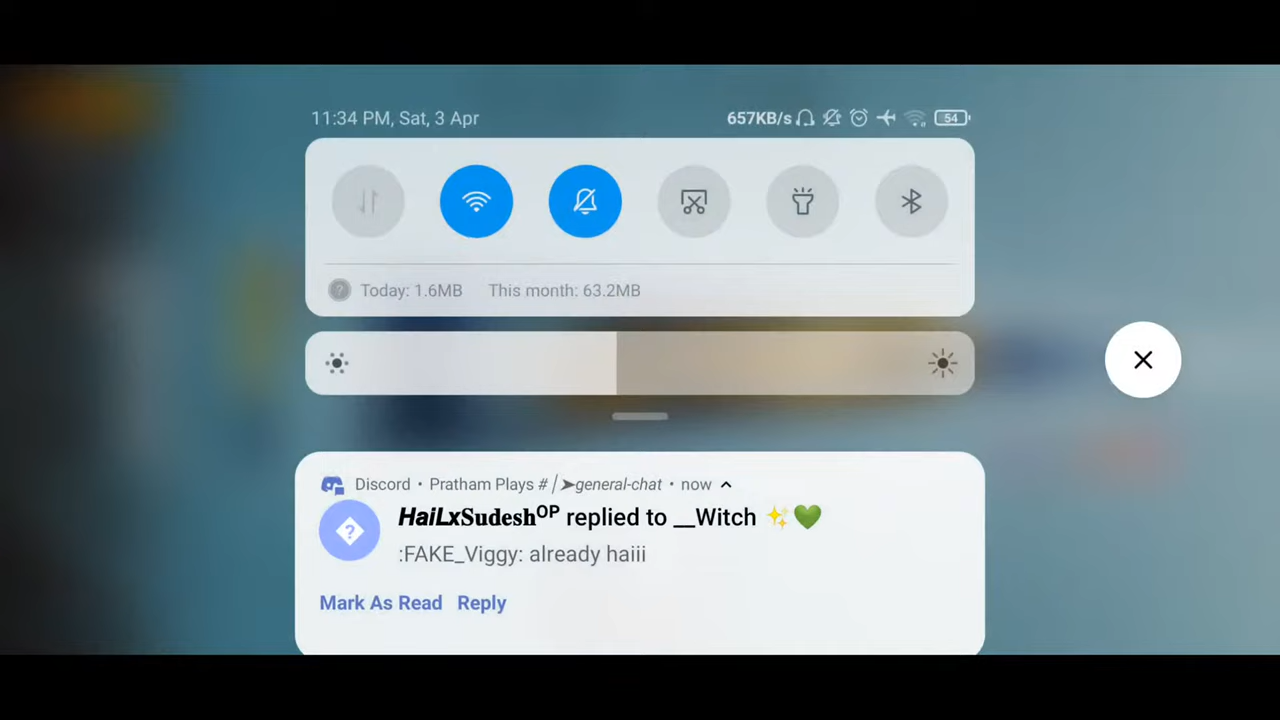 11:34 PM, Sat, 3 Apr 657KB/s 54
Today: 1.6MB This month: 63.2MB
Discord • Pratham Plays # /➤general-chat • now
HaiLxSudeshᴼᴾ replied to __Witch ✨💚
:FAKE_Viggy: already haiii
Mark As Read Reply